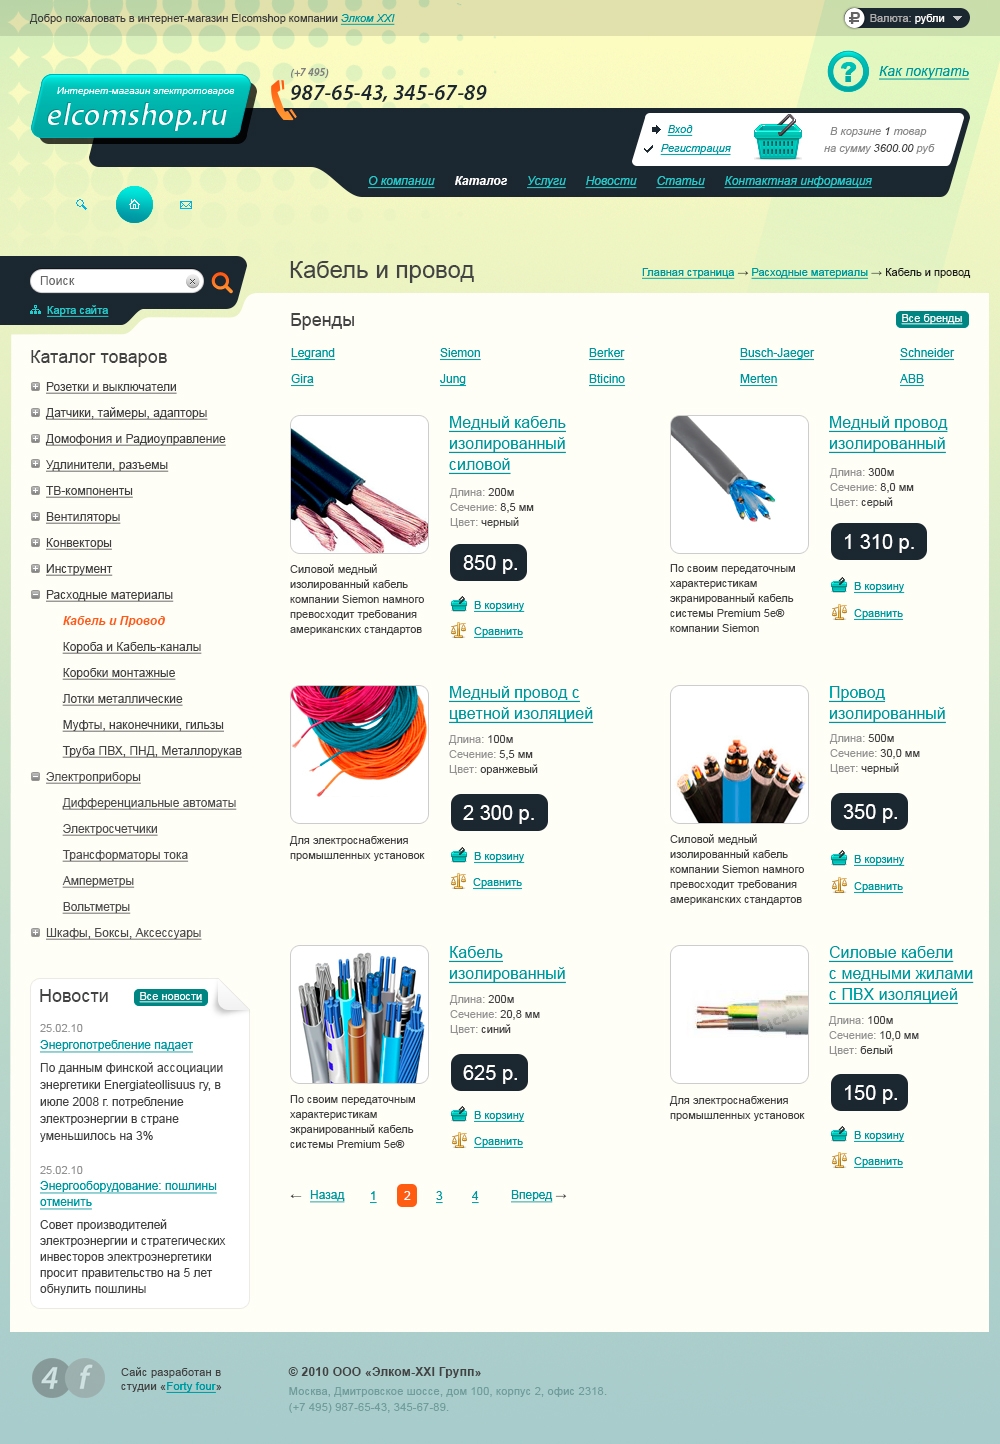 Добро пожаловать в интернет-магазин Elcomshop компании Элком XXI
Валюта: рубли
Интернет-магазин электротоваров
elcomshop.ru
(+7 495)
987-65-43, 345-67-89
Как покупать
Вход
Регистрация
В корзине 1 товар
на сумму 3600.00 руб
О компании Каталог Услуги Новости Статьи Контактная информация
Поиск
Карта сайта
Кабель и провод
Главная страница → Расходные материалы → Кабель и провод
Каталог товаров
Розетки и выключатели
Датчики, таймеры, адапторы
Домофония и Радиоуправление
Удлинители, разъемы
ТВ-компоненты
Вентиляторы
Конвекторы
Инструмент
Расходные материалы
Кабель и Провод
Короба и Кабель-каналы
Коробки монтажные
Лотки металлические
Муфты, наконечники, гильзы
Труба ПВХ, ПНД, Металлорукав
Электроприборы
Дифференциальные автоматы
Электросчетчики
Трансформаторы тока
Амперметры
Вольтметры
Шкафы, Боксы, Аксессуары
Новости
Все новости
25.02.10
Энергопотребление падает
По данным финской ассоциации
энергетики Energiateollisuus ry, в
июле 2008 г. потребление
электроэнергии в стране
уменьшилось на 3%
25.02.10
Энергооборудование: пошлины
отменить
Совет производителей
электроэнергии и стратегических
инвесторов электроэнергетики
просит правительство на 5 лет
обнулить пошлины
Бренды
Все бренды
Legrand Siemon Berker Busch-Jaeger Schneider
Gira Jung Bticino Merten ABB
Медный кабель
изолированный
силовой
Длина: 200м
Сечение: 8,5 мм
Цвет: черный
850 р.
В корзину
Сравнить
Силовой медный
изолированный кабель
компании Siemon намного
превосходит требования
американских стандартов
Медный провод
изолированный
Длина: 300м
Сечение: 8,0 мм
Цвет: серый
1 310 р.
В корзину
Сравнить
По своим передаточным
характеристикам
экранированный кабель
системы Premium 5e®
компании Siemon
Медный провод с
цветной изоляцией
Длина: 100м
Сечение: 5,5 мм
Цвет: оранжевый
2 300 р.
В корзину
Сравнить
Для электроснабжения
промышленных установок
Провод
изолированный
Длина: 500м
Сечение: 30,0 мм
Цвет: черный
350 р.
В корзину
Сравнить
Силовой медный
изолированный кабель
компании Siemon намного
превосходит требования
американских стандартов
Кабель
изолированный
Длина: 200м
Сечение: 20,8 мм
Цвет: синий
625 р.
В корзину
Сравнить
По своим передаточным
характеристикам
экранированный кабель
системы Premium 5e®
Силовые кабели
с медными жилами
с ПВХ изоляцией
Длина: 100м
Сечение: 10,0 мм
Цвет: белый
150 р.
В корзину
Сравнить
Для электроснабжения
промышленных установок
← Назад 1 2 3 4 Вперед →
4f
Сайс разработан в
студии «Forty four»
© 2010 ООО «Элком-XXI Групп»
Москва, Дмитровское шоссе, дом 100, корпус 2, офис 2318.
(+7 495) 987-65-43, 345-67-89.